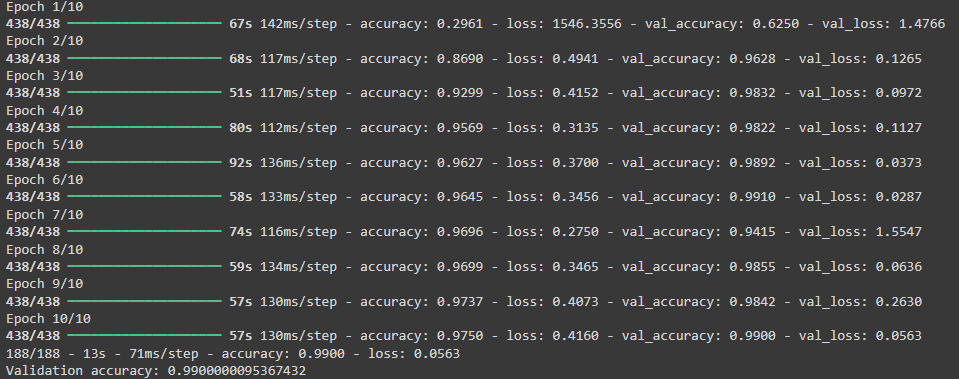 Epoch 1/10
438/438 ━━━━━━━━━━━━━━━━━━━━ 67s 142ms/step - accuracy: 0.2961 - loss: 1546.3556 - val_accuracy: 0.6250 - val_loss: 1.4766
Epoch 2/10
438/438 ━━━━━━━━━━━━━━━━━━━━ 68s 117ms/step - accuracy: 0.8690 - loss: 0.4941 - val_accuracy: 0.9628 - val_loss: 0.1265
Epoch 3/10
438/438 ━━━━━━━━━━━━━━━━━━━━ 51s 117ms/step - accuracy: 0.9299 - loss: 0.4152 - val_accuracy: 0.9832 - val_loss: 0.0972
Epoch 4/10
438/438 ━━━━━━━━━━━━━━━━━━━━ 80s 112ms/step - accuracy: 0.9569 - loss: 0.3135 - val_accuracy: 0.9822 - val_loss: 0.1127
Epoch 5/10
438/438 ━━━━━━━━━━━━━━━━━━━━ 92s 136ms/step - accuracy: 0.9627 - loss: 0.3700 - val_accuracy: 0.9892 - val_loss: 0.0373
Epoch 6/10
438/438 ━━━━━━━━━━━━━━━━━━━━ 58s 133ms/step - accuracy: 0.9645 - loss: 0.3456 - val_accuracy: 0.9910 - val_loss: 0.0287
Epoch 7/10
438/438 ━━━━━━━━━━━━━━━━━━━━ 74s 116ms/step - accuracy: 0.9696 - loss: 0.2750 - val_accuracy: 0.9415 - val_loss: 1.5547
Epoch 8/10
438/438 ━━━━━━━━━━━━━━━━━━━━ 59s 134ms/step - accuracy: 0.9699 - loss: 0.3465 - val_accuracy: 0.9855 - val_loss: 0.0636
Epoch 9/10
438/438 ━━━━━━━━━━━━━━━━━━━━ 57s 130ms/step - accuracy: 0.9737 - loss: 0.4073 - val_accuracy: 0.9842 - val_loss: 0.2630
Epoch 10/10
438/438 ━━━━━━━━━━━━━━━━━━━━ 57s 130ms/step - accuracy: 0.9750 - loss: 0.4160 - val_accuracy: 0.9900 - val_loss: 0.0563
188/188 - 13s - 71ms/step - accuracy: 0.9900 - loss: 0.0563
Validation accuracy: 0.9900000095367432